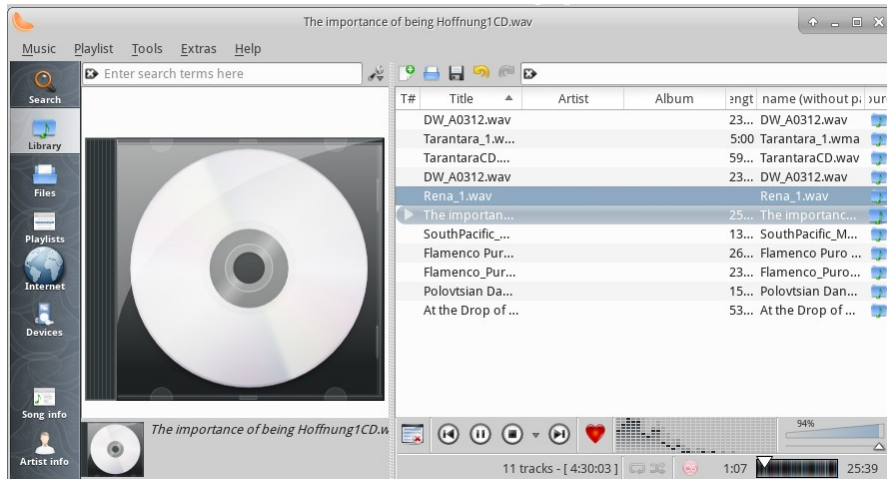 The importance of being Hoffnung1CD.wav
Music Playlist Tools Extras Help
Enter search terms here
Search
Library
Files
Playlists
Internet
Devices
Song info
Artist info
T# Title Artist Album engt name (without pa our
DW_A0312.wav 23... DW_A0312.wav
Tarantara_1.w... 5:00 Tarantara_1.wma
TarantaraCD.... 59... TarantaraCD.wav
DW_A0312.wav 23... DW_A0312.wav
Rena_1.wav Rena_1.wav
The importan... 25... The importanc...
SouthPacific_... 13... SouthPacific_M...
Flamenco Pur... 26... Flamenco Puro ...
Flamenco_Pur... 23... Flamenco_Puro...
Polovtsian Da... 15... Polovtsian Dan...
At the Drop of ... 53... At the Drop of ...
The importance of being Hoffnung1CD.w
94%
11 tracks - [ 4:30:03 ] 1:07 25:39